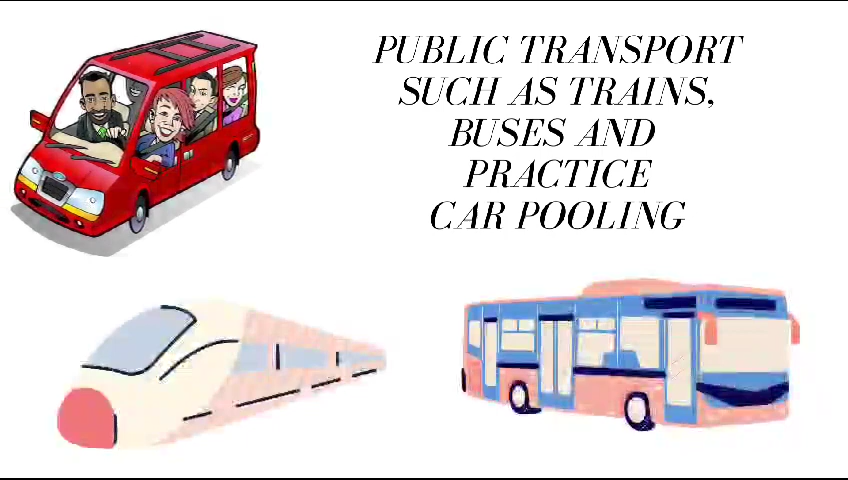 PUBLIC TRANSPORT
SUCH AS TRAINS,
BUSES AND
PRACTICE
CAR POOLING